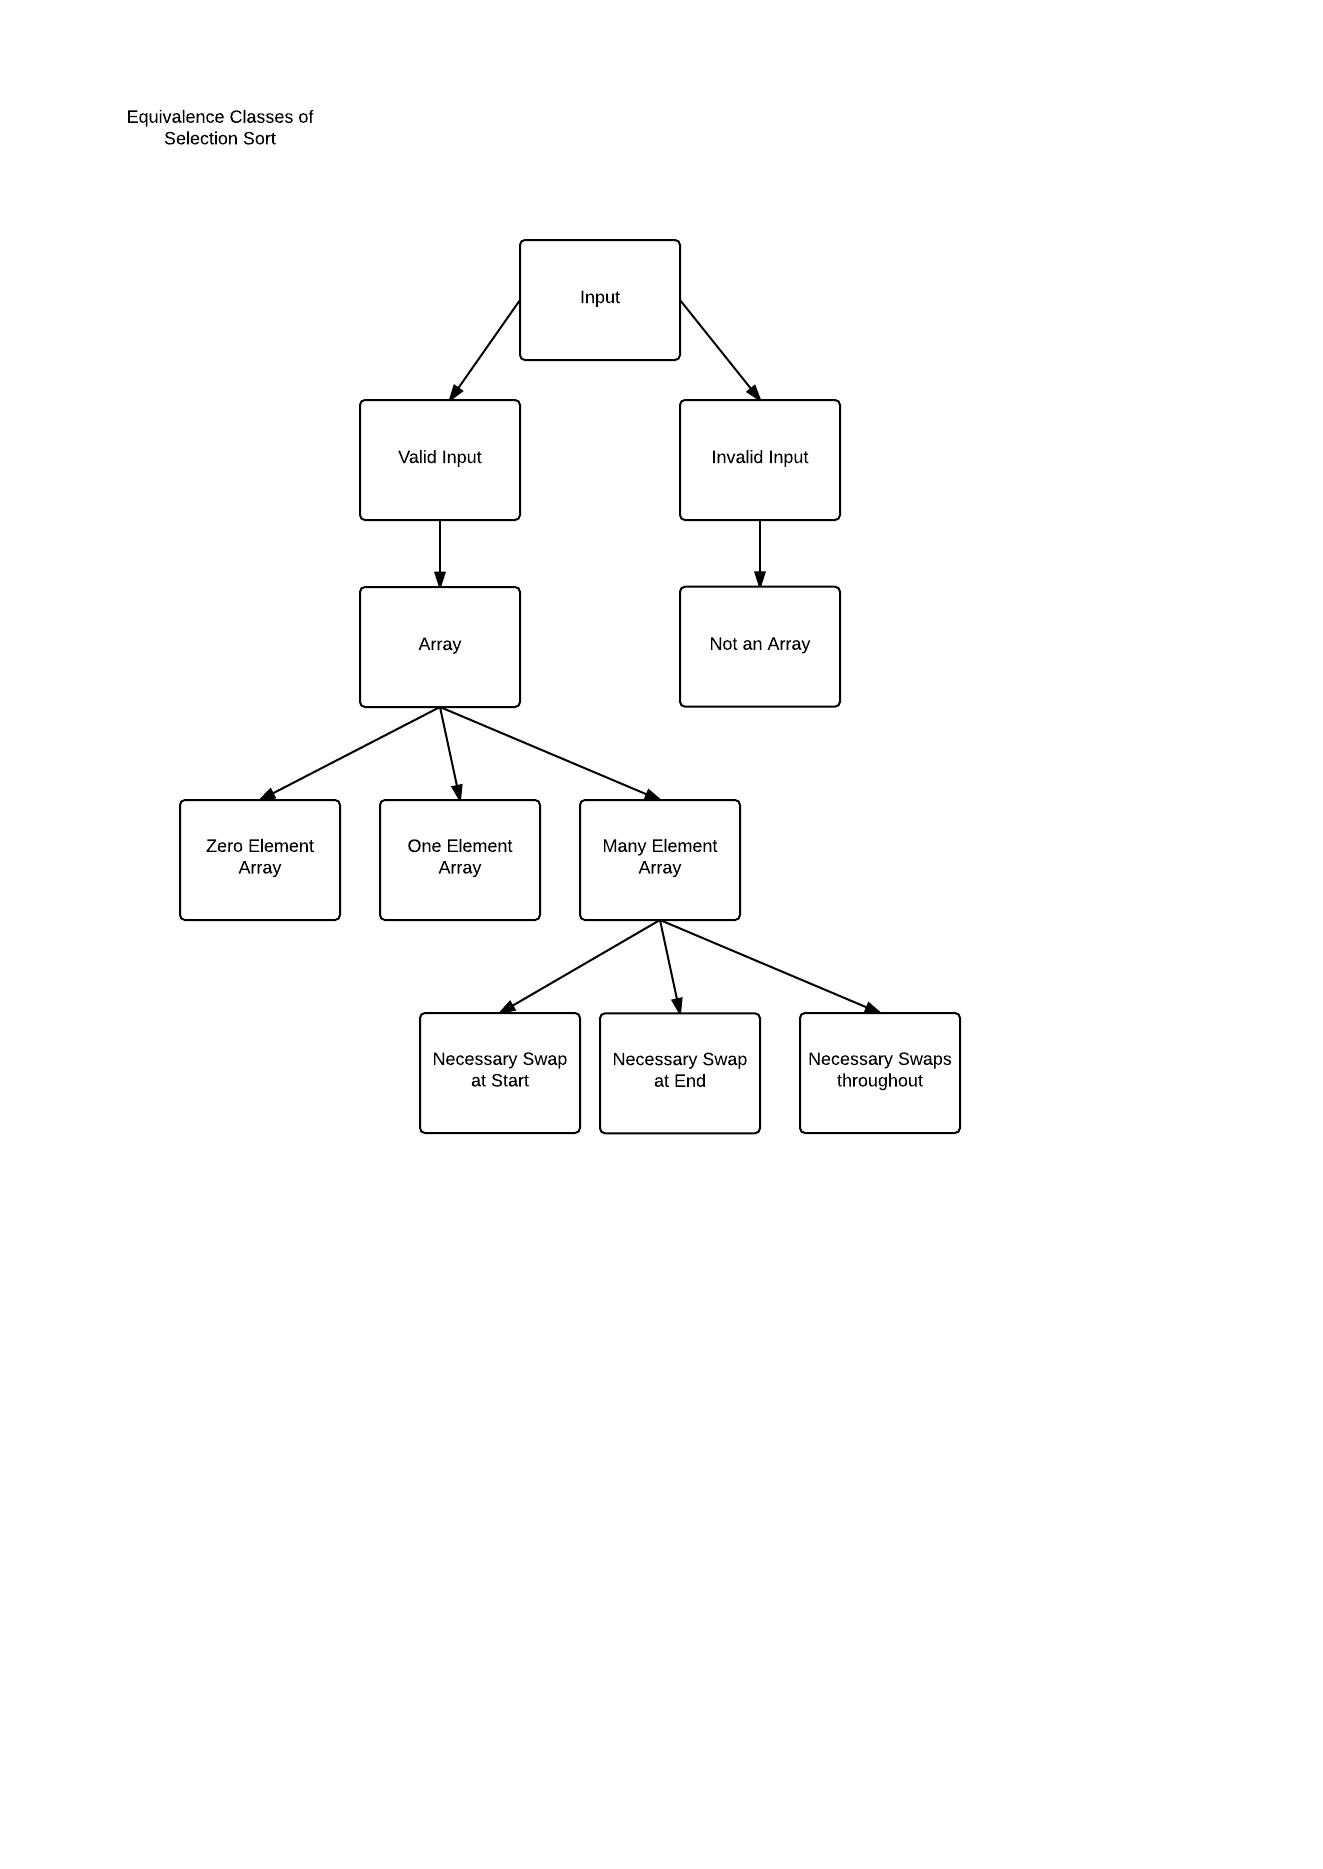 Equivalence Classes of
Selection Sort
Input
Valid Input
Invalid Input
Array
Not an Array
Zero Element
Array
One Element
Array
Many Element
Array
Necessary Swap
at Start
Necessary Swap
at End
Necessary Swaps
throughout